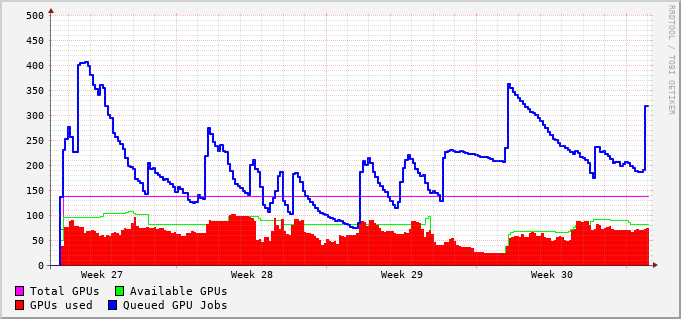 500
450
400
350
300
250
200
150
100
50
0
Week 27 Week 28 Week 29 Week 30
Total GPUs Available GPUs
GPUs used Queued GPU Jobs
RRDTOOL / TOBI OETIKER